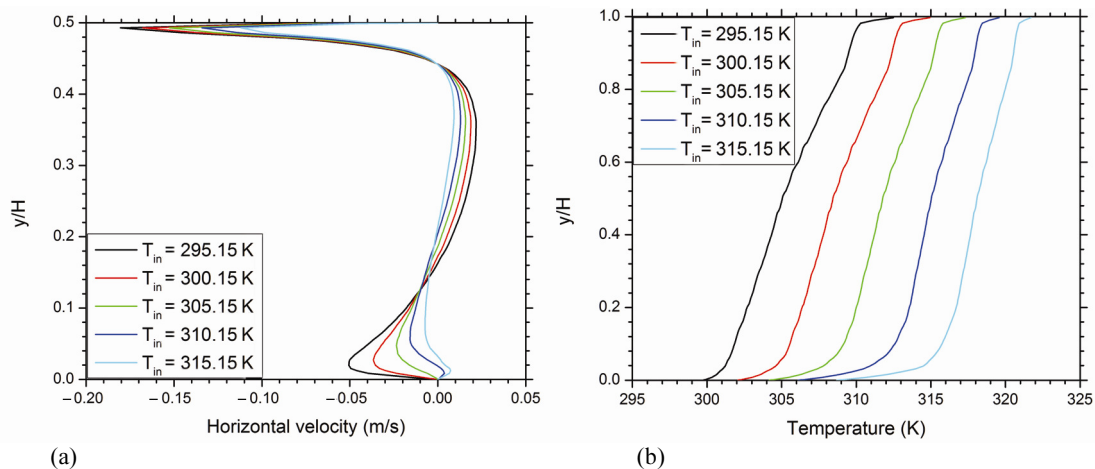 0.5
0.4
0.3
0.2
0.1
0.0
y/H
T_in = 295.15 K
T_in = 300.15 K
T_in = 305.15 K
T_in = 310.15 K
T_in = 315.15 K
−0.20 −0.15 −0.10 −0.05 0.00 0.05
Horizontal velocity (m/s)
(a)
1.0
0.8
0.6
0.4
0.2
0.0
y/H
T_in = 295.15 K
T_in = 300.15 K
T_in = 305.15 K
T_in = 310.15 K
T_in = 315.15 K
295 300 305 310 315 320 325
Temperature (K)
(b)